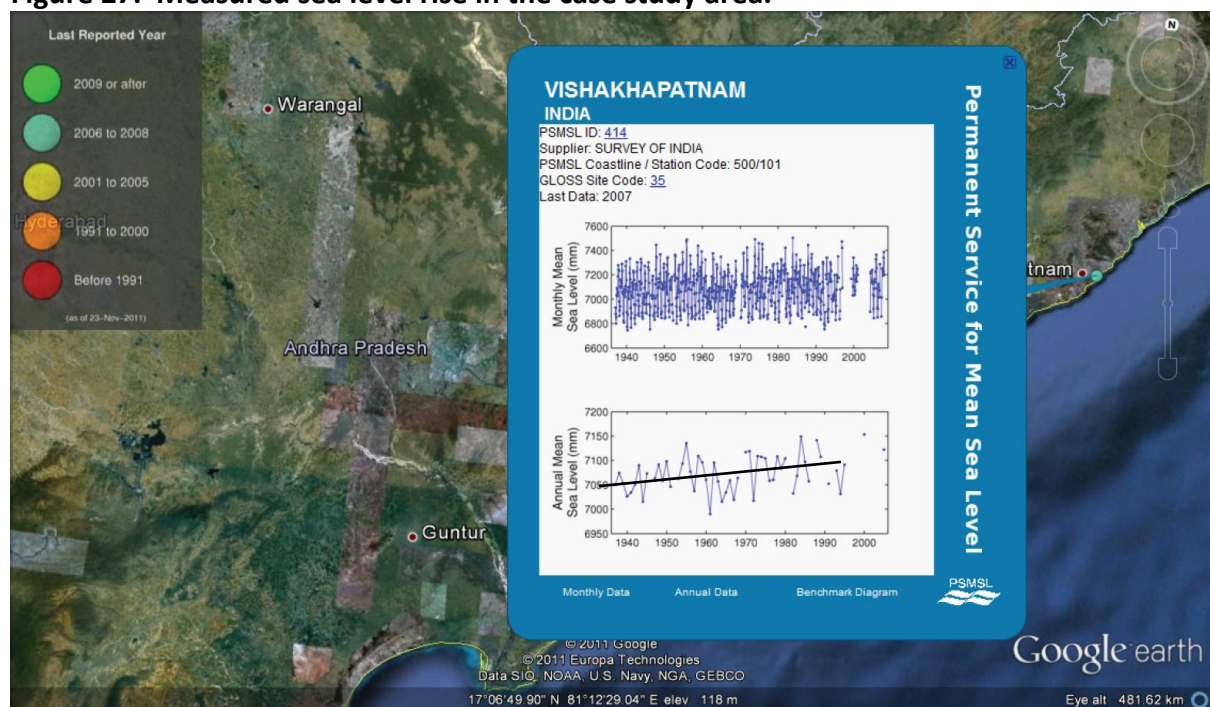 Figure 27: Measured sea level rise in the case study area.
Last Reported Year
2009 or after
2006 to 2008
2001 to 2005
1991 to 2000
Before 1991
(as of 23-Nov-2011)
Hyderabad
Warangal
Andhra Pradesh
Guntur
tnam
N
VISHAKHAPATNAM
INDIA
PSMSL ID: 414
Supplier: SURVEY OF INDIA
PSMSL Coastline / Station Code: 500/101
GLOSS Site Code: 35
Last Data: 2007
Monthly Mean
Sea Level (mm)
7600
7400
7200
7000
6800
6600
1940 1950 1960 1970 1980 1990 2000
Annual Mean
Sea Level (mm)
7200
7150
7100
7050
7000
6950
1940 1950 1960 1970 1980 1990 2000
Monthly Data Annual Data Benchmark Diagram
Permanent Service for Mean Sea Level
PSMSL
© 2011 Google
© 2011 Europa Technologies
Data SIO, NOAA, U.S. Navy, NGA, GEBCO
Google earth
17°06'49.90" N 81°12'29.04" E elev 118 m
Eye alt 481.62 km